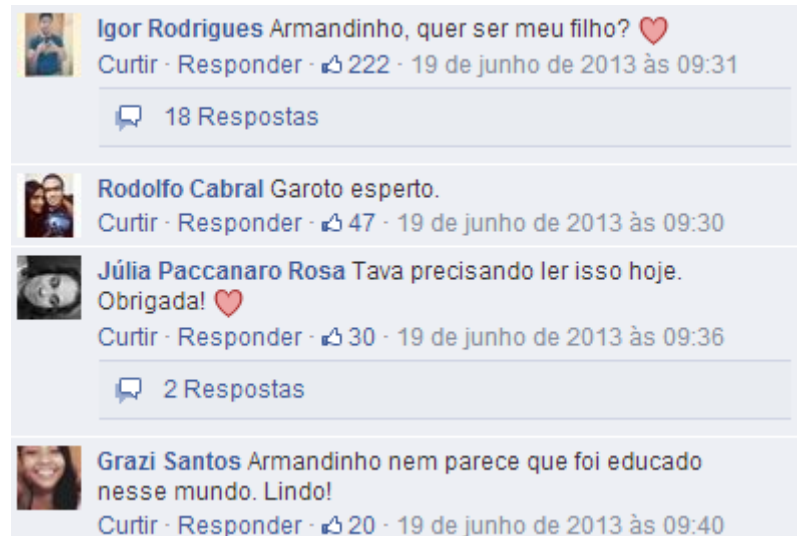 Igor Rodrigues Armandinho, quer ser meu filho?
Curtir · Responder · 222 · 19 de junho de 2013 às 09:31
18 Respostas
Rodolfo Cabral Garoto esperto.
Curtir · Responder · 47 · 19 de junho de 2013 às 09:30
Júlia Paccanaro Rosa Tava precisando ler isso hoje.
Obrigada!
Curtir · Responder · 30 · 19 de junho de 2013 às 09:36
2 Respostas
Grazi Santos Armandinho nem parece que foi educado
nesse mundo. Lindo!
Curtir · Responder · 20 · 19 de junho de 2013 às 09:40